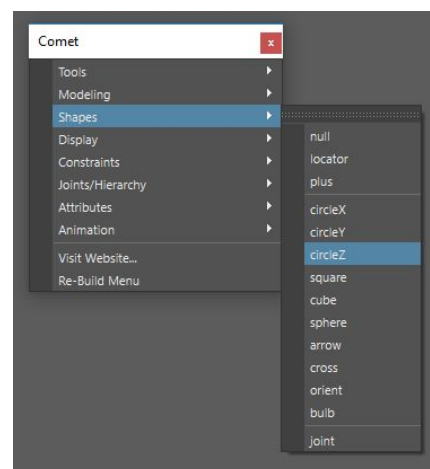 Comet
x
Tools
Modeling
Shapes
Display
Constraints
Joints/Hierarchy
Attributes
Animation
Visit Website...
Re-Build Menu
null
locator
plus
circleX
circleY
circleZ
square
cube
sphere
arrow
cross
orient
bulb
joint